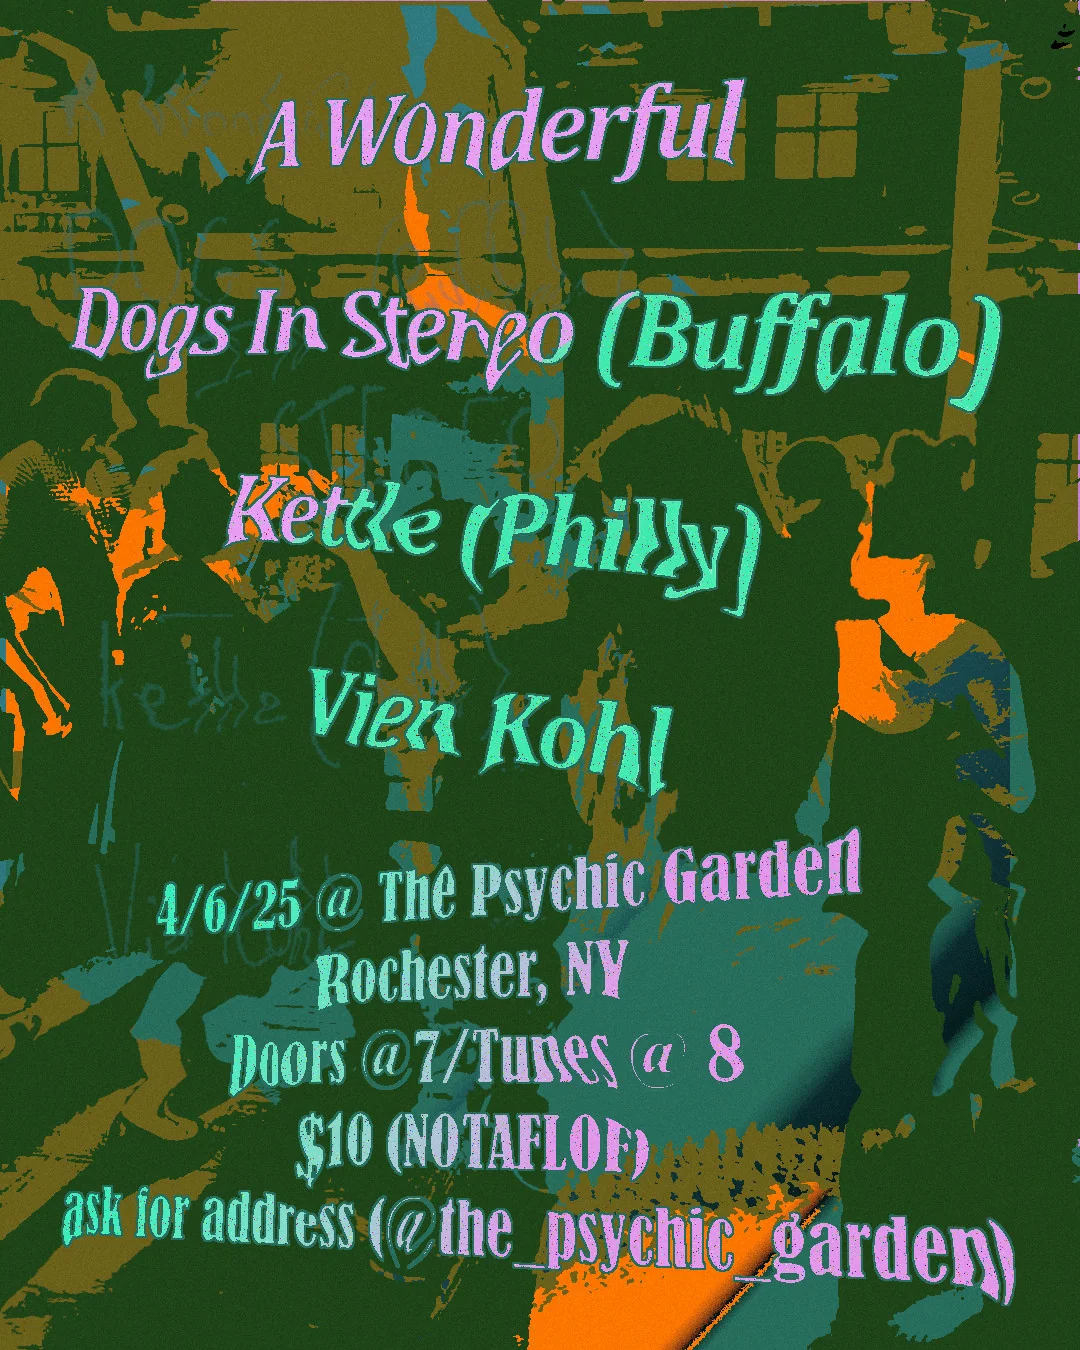 A Wonderful
Dogs In Stereo (Buffalo)
Kettle (Philly)
Vien Kohl
4/6/25 @ The Psychic Garden
Rochester, NY
Doors @ 7/Tunes @ 8
$10 (NOTAFLOF)
ask for address (@the_psychic_garden)